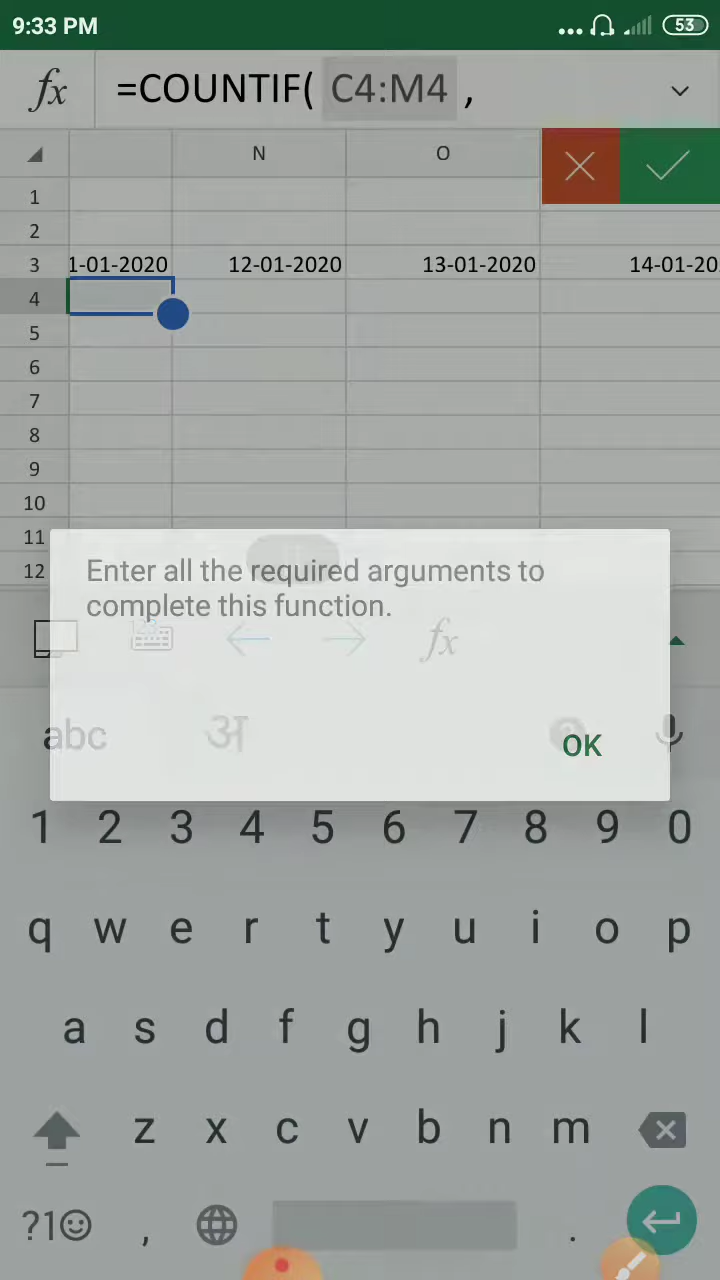 9:33 PM
53
fx =COUNTIF( C4:M4 ,
N O
1
2
3 1-01-2020 12-01-2020 13-01-2020 14-01-20
4
5
6
7
8
9
10
11
12
Enter all the required arguments to
complete this function.
123
fx
abc अ
OK
1 2 3 4 5 6 7 8 9 0
q w e r t y u i o p
a s d f g h j k l
z x c v b n m
?1 , .